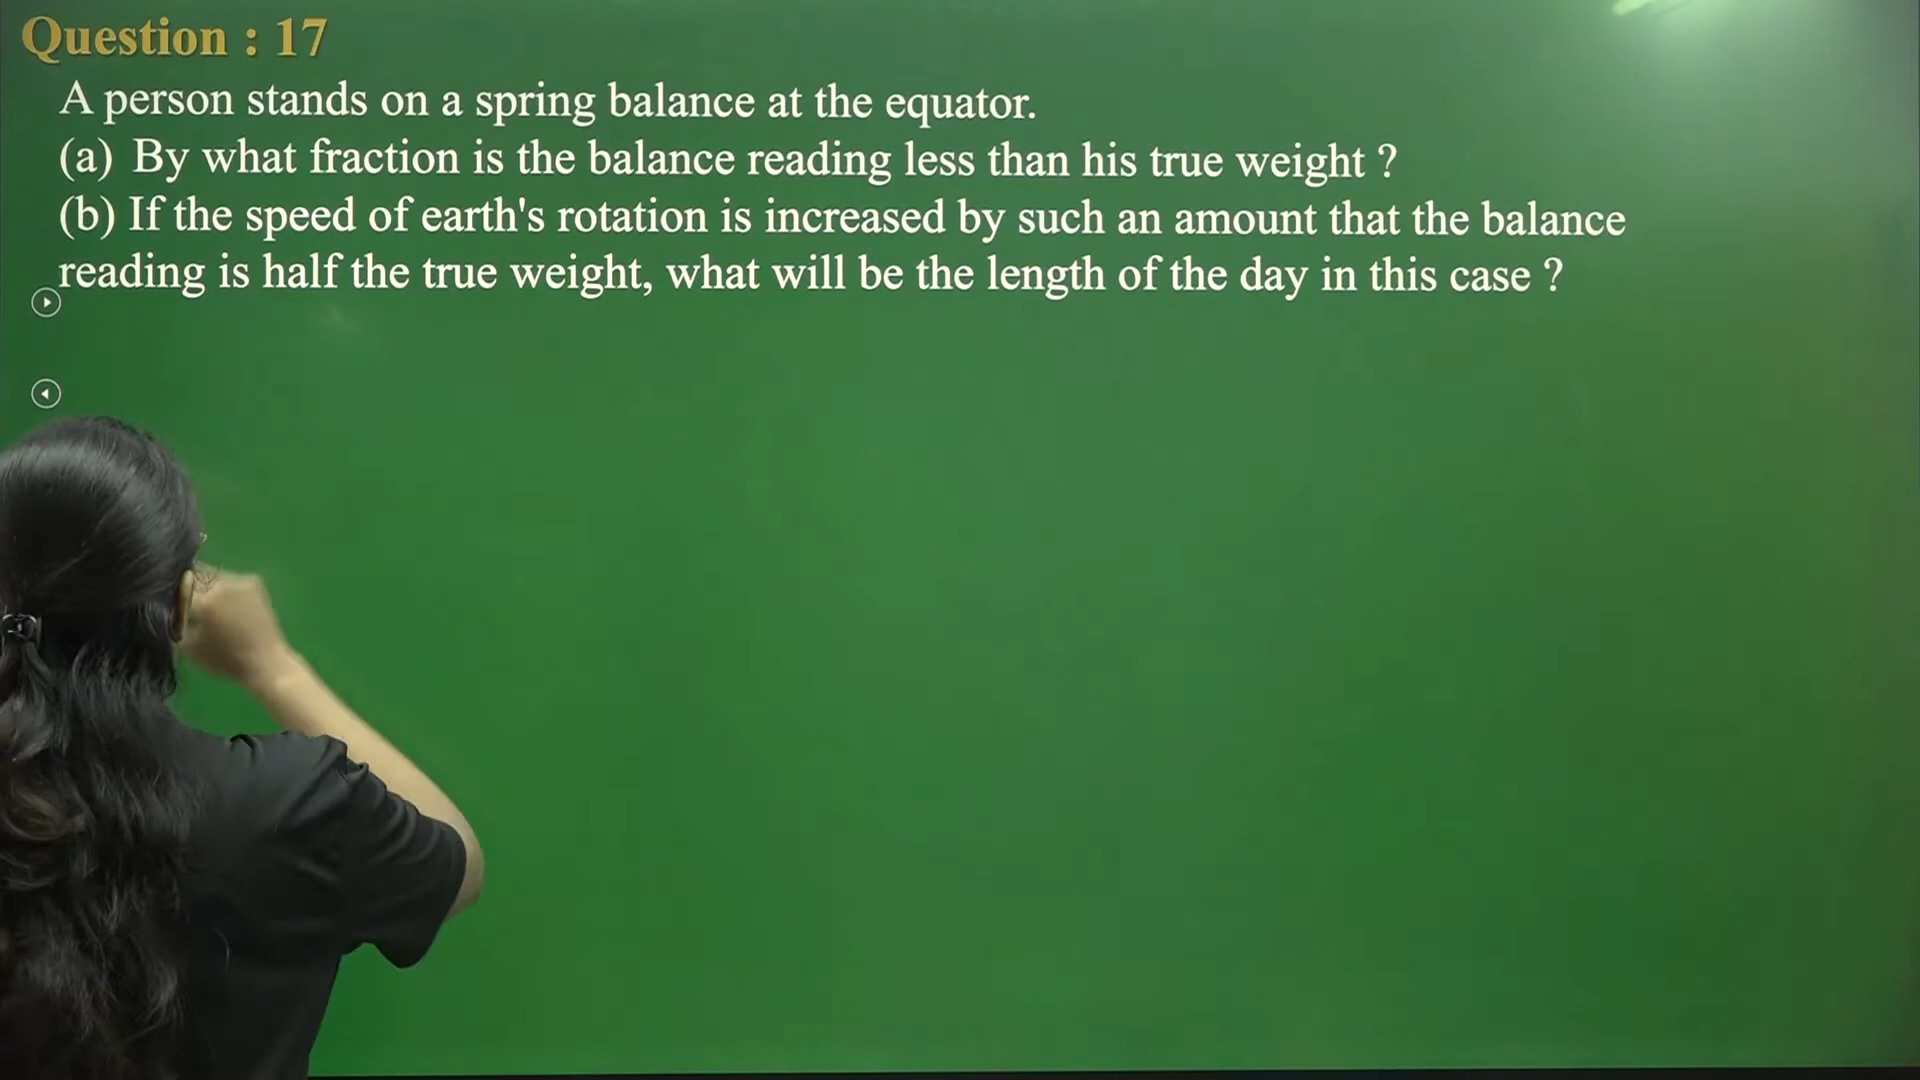 Question : 17
A person stands on a spring balance at the equator.
(a) By what fraction is the balance reading less than his true weight ?
(b) If the speed of earth's rotation is increased by such an amount that the balance
reading is half the true weight, what will be the length of the day in this case ?